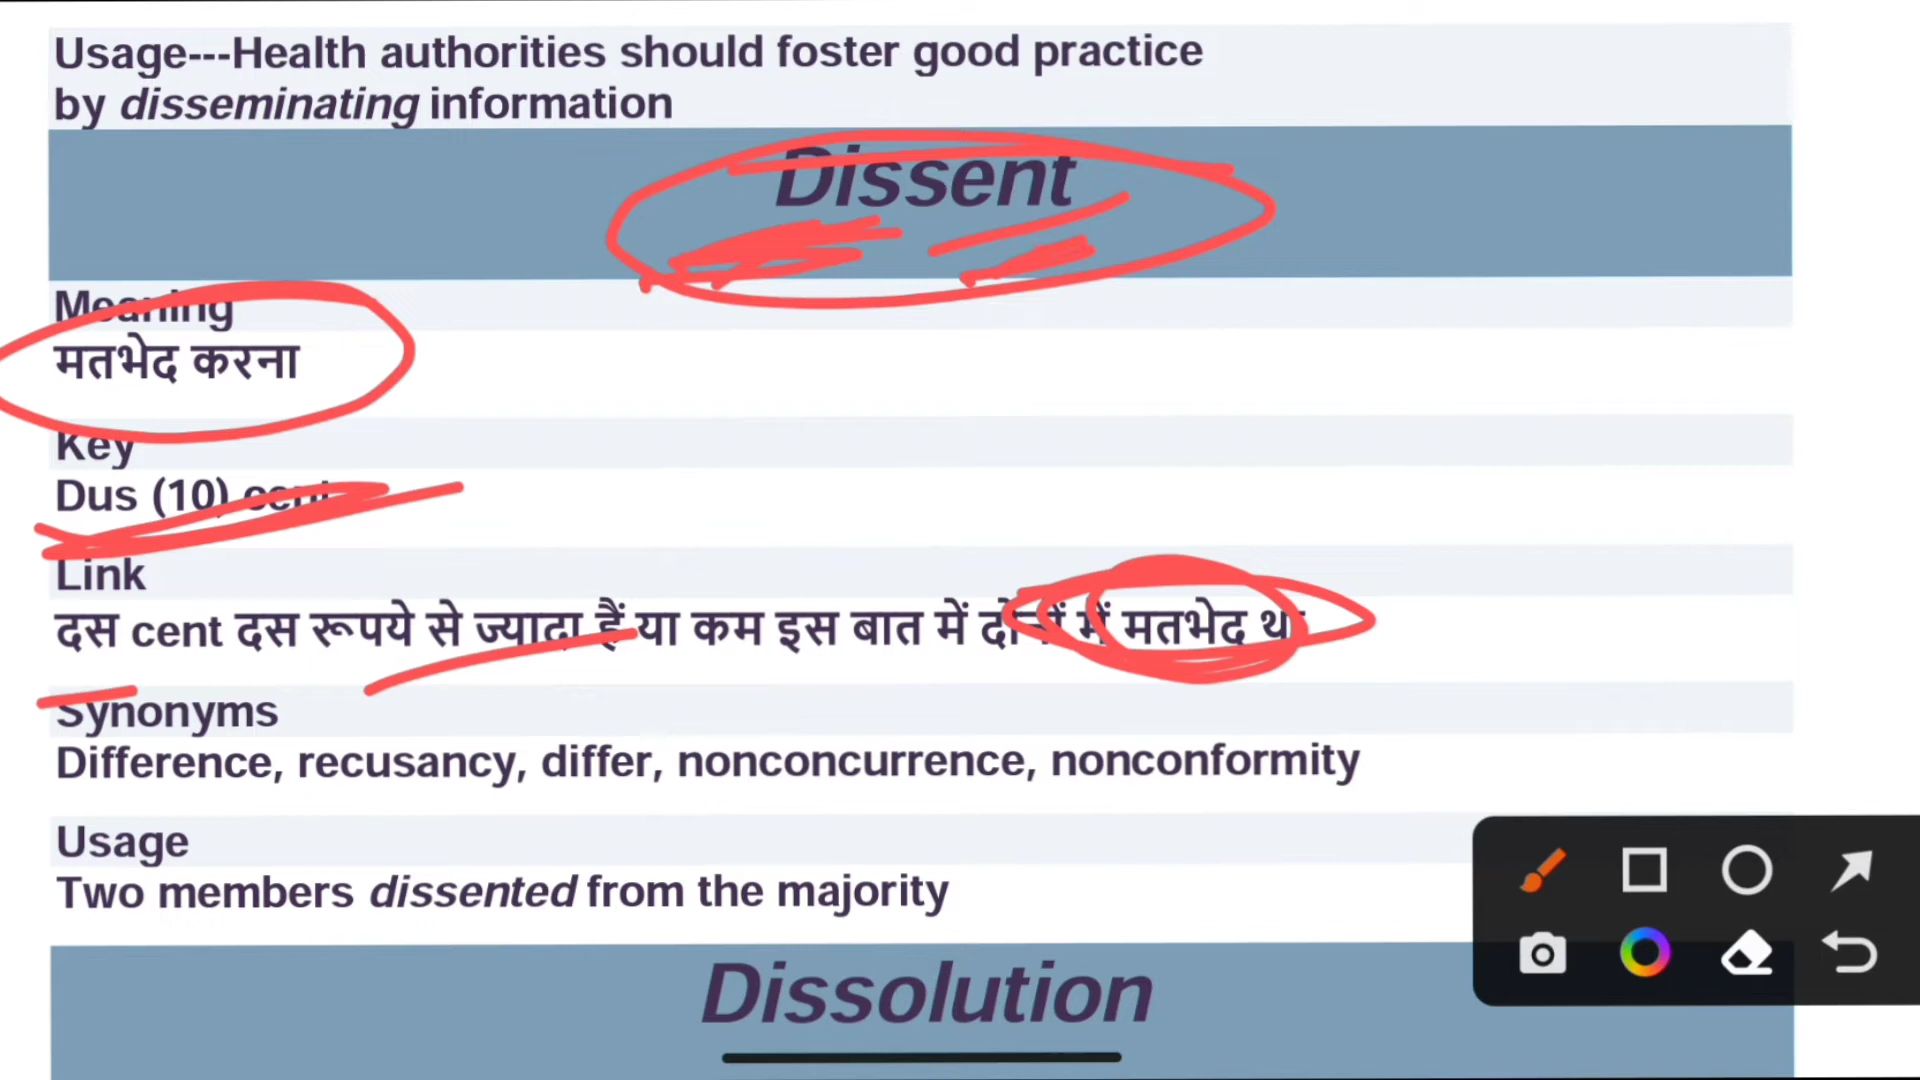 Usage---Health authorities should foster good practice
by disseminating information
Dissent
Meaning
मतभेद करना
Key
Dus (10) cent
Link
दस cent दस रूपये से ज्यादा हैं या कम इस बात में दोनों में मतभेद था
Synonyms
Difference, recusancy, differ, nonconcurrence, nonconformity
Usage
Two members dissented from the majority
Dissolution